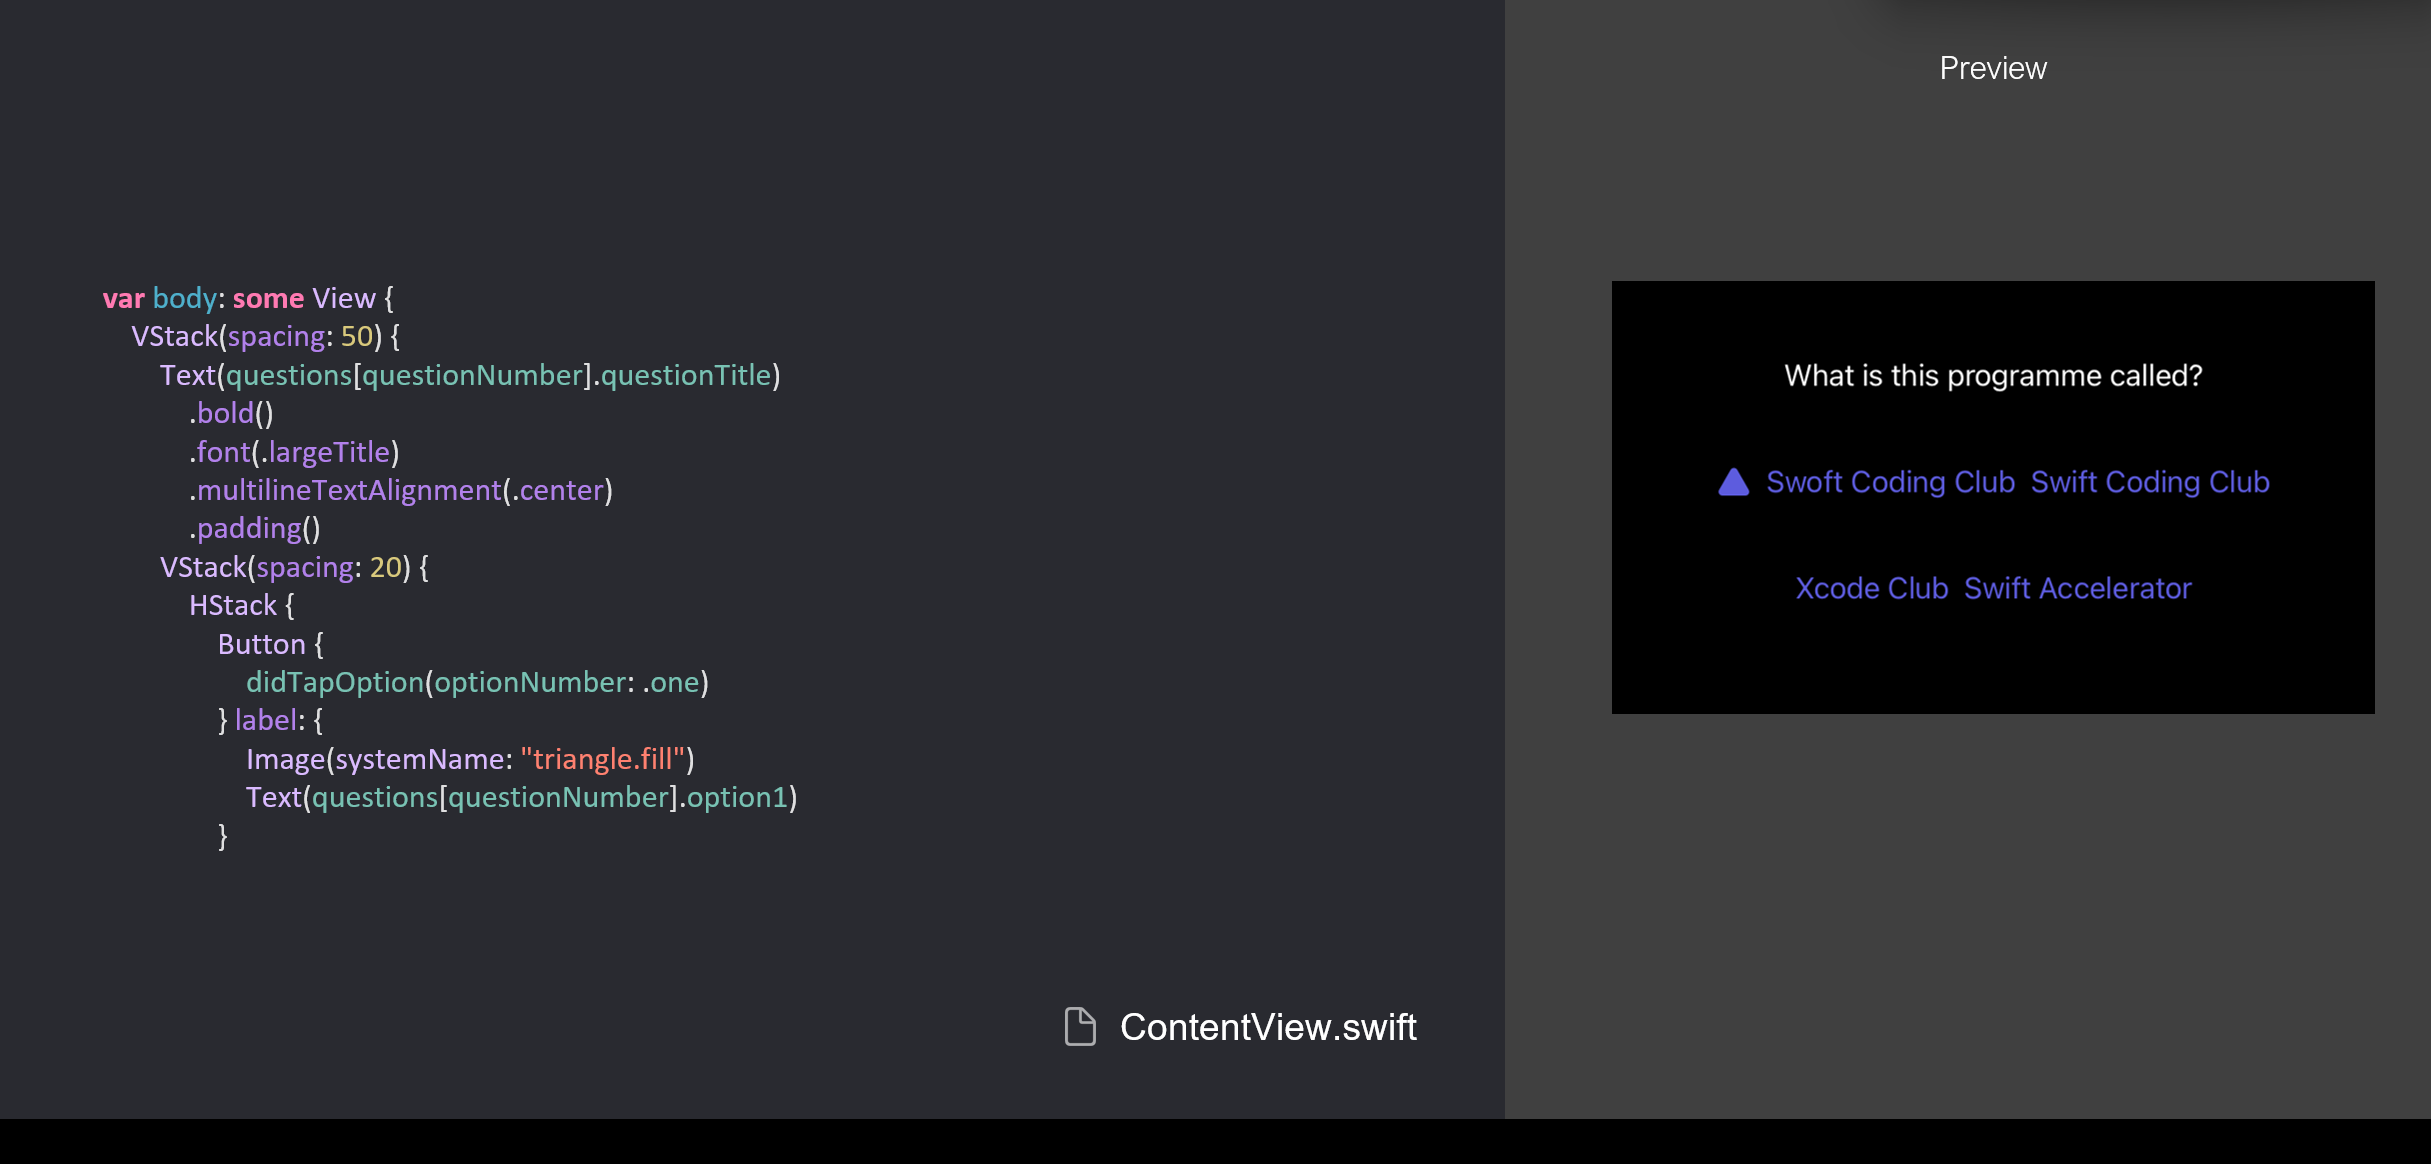 Preview
var body: some View {
VStack(spacing: 50) {
Text(questions[questionNumber].questionTitle)
.bold()
.font(.largeTitle)
.multilineTextAlignment(.center)
.padding()
VStack(spacing: 20) {
HStack {
Button {
didTapOption(optionNumber: .one)
} label: {
Image(systemName: "triangle.fill")
Text(questions[questionNumber].option1)
}
ContentView.swift
What is this programme called?
Swoft Coding Club Swift Coding Club
Xcode Club Swift Accelerator